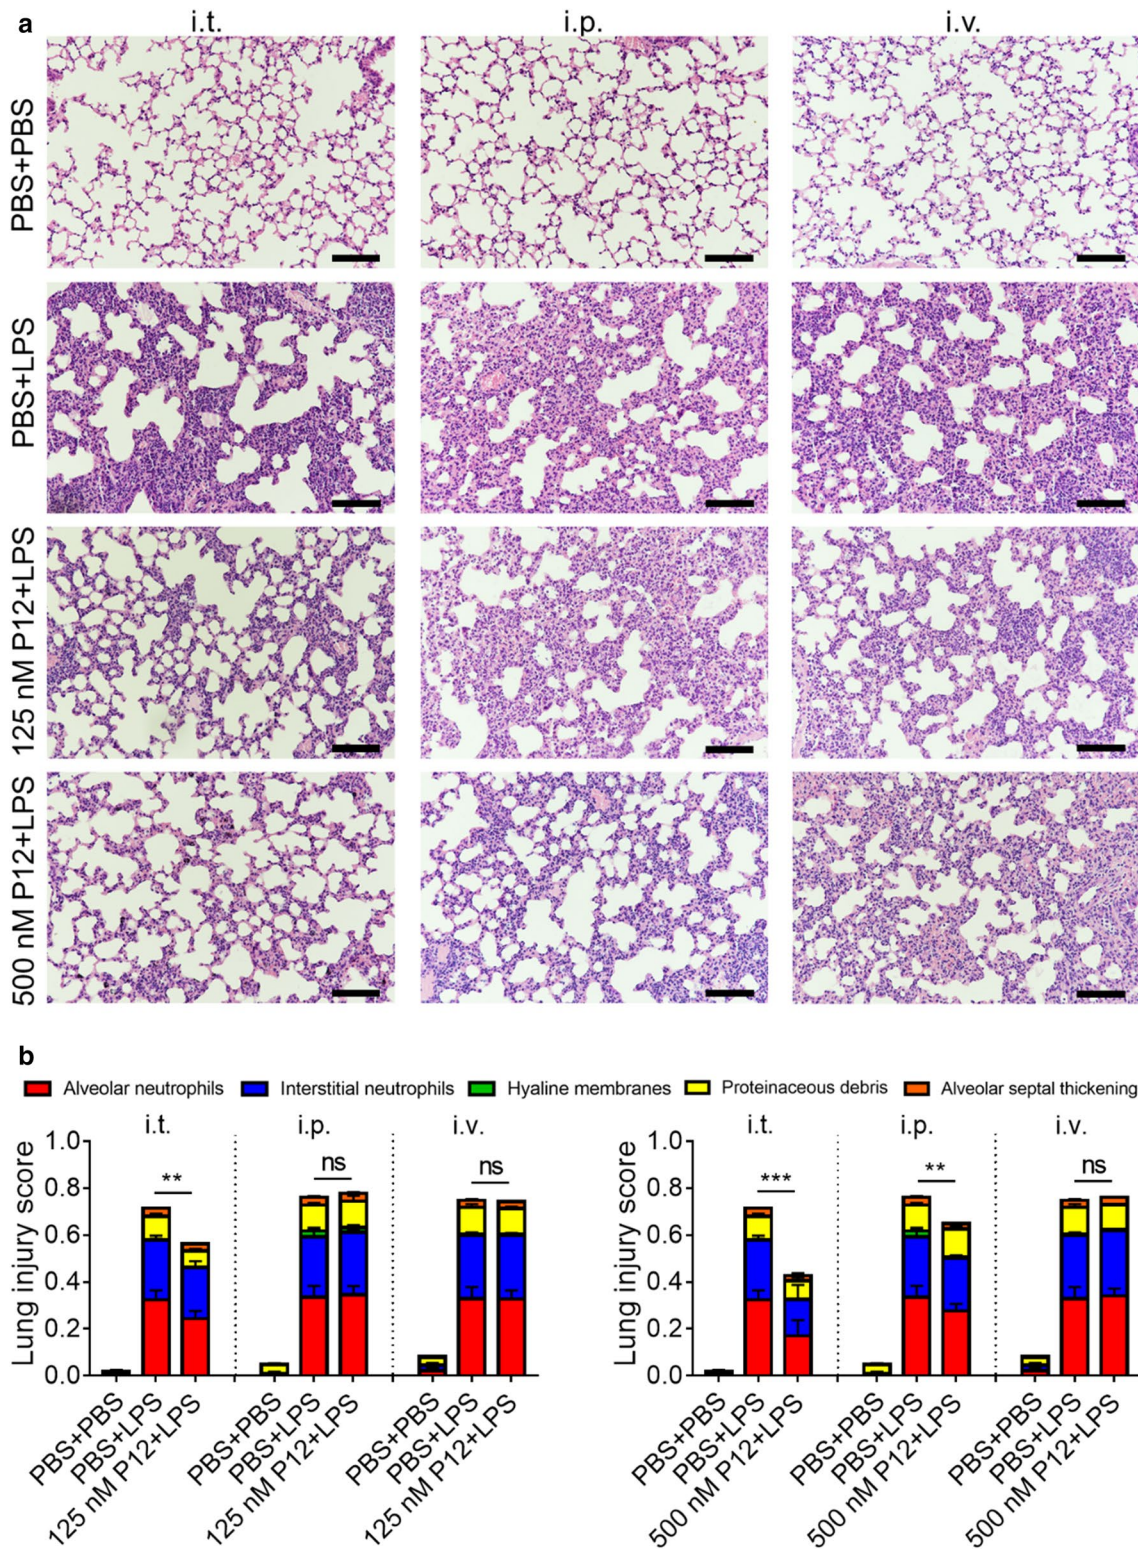 a
i.t. i.p. i.v.
PBS+PBS
PBS+LPS
125 nM P12+LPS
500 nM P12+LPS
b
Alveolar neutrophils Interstitial neutrophils Hyaline membranes Proteinaceous debris Alveolar septal thickening
i.t. i.p. i.v.
Lung injury score
1.0
0.8
0.6
0.4
0.2
0.0
** ns ns
PBS+PBS
PBS+LPS
125 nM P12+LPS
PBS+PBS
PBS+LPS
125 nM P12+LPS
PBS+PBS
PBS+LPS
125 nM P12+LPS
i.t. i.p. i.v.
Lung injury score
1.0
0.8
0.6
0.4
0.2
0.0
*** ** ns
PBS+PBS
PBS+LPS
500 nM P12+LPS
PBS+PBS
PBS+LPS
500 nM P12+LPS
PBS+PBS
PBS+LPS
500 nM P12+LPS